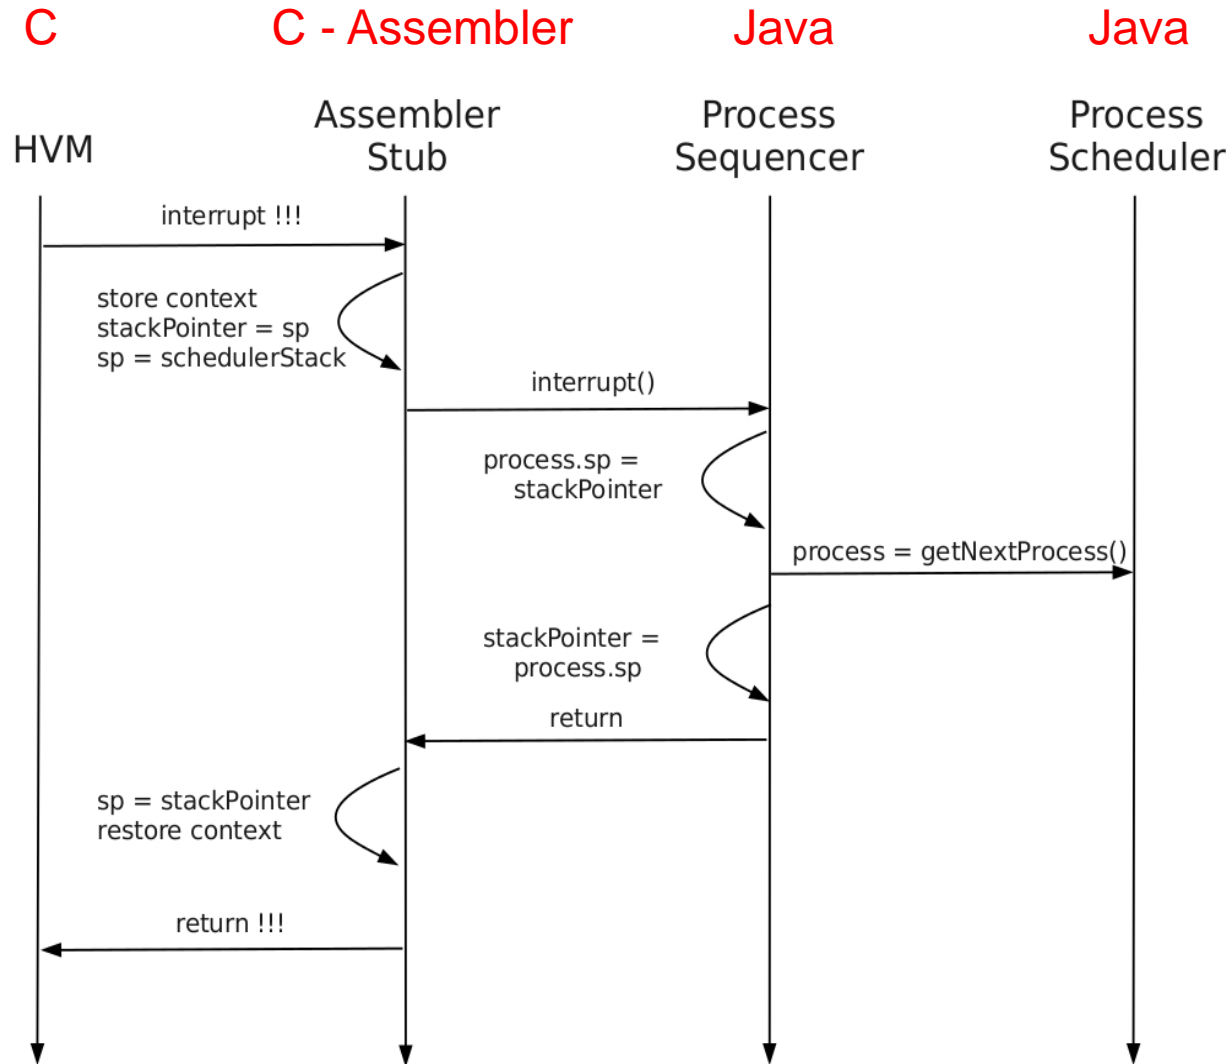 C
C - Assembler
Java
Java
HVM
Assembler
Stub
Process
Sequencer
Process
Scheduler
interrupt !!!
store context
stackPointer = sp
sp = schedulerStack
interrupt()
process.sp =
stackPointer
process = getNextProcess()
stackPointer =
process.sp
return
sp = stackPointer
restore context
return !!!